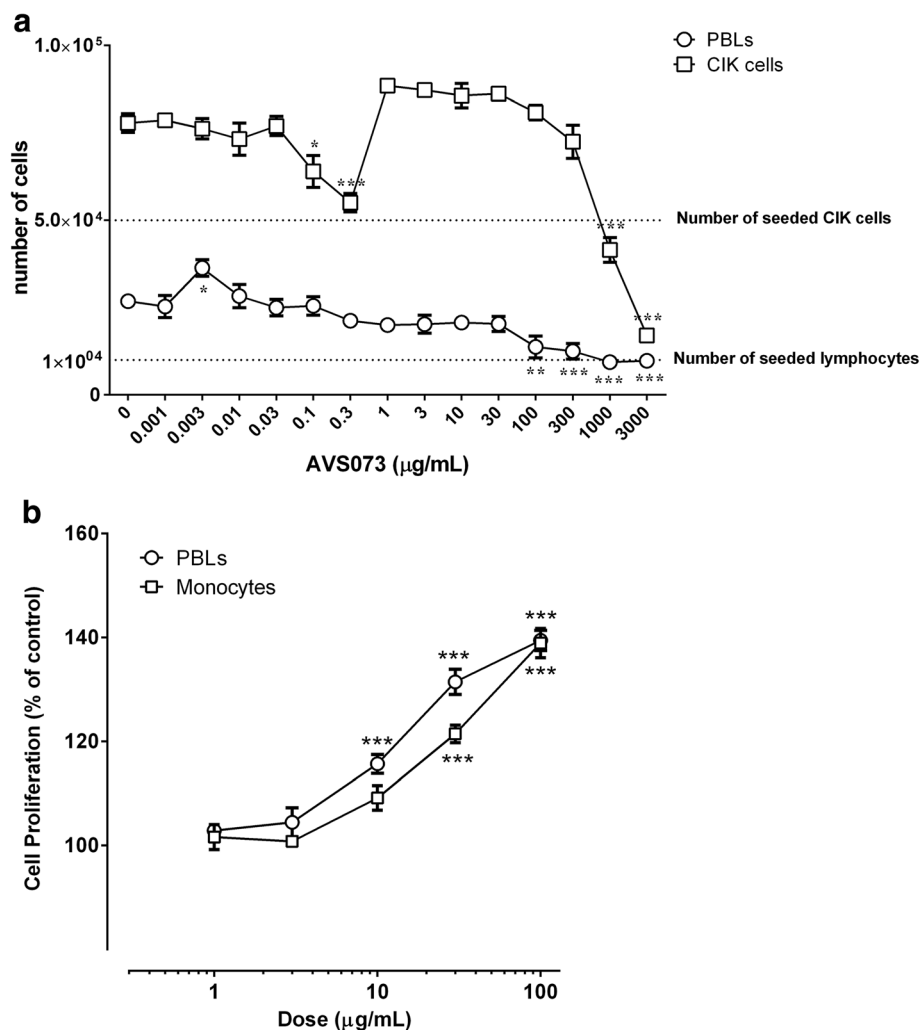 a
1.0×10⁵
PBLs
CIK cells
number of cells
*
***
5.0×10⁴
Number of seeded CIK cells
***
***
*
1×10⁰⁴
Number of seeded lymphocytes
** *** *** ***
0
0 0.001 0.003 0.01 0.03 0.1 0.3 1 3 10 30 100 300 1000 3000
AVS073 (μg/mL)
b
160
PBLs
Monocytes
Cell Proliferation (% of control)
140
***
***
***
120
***
***
***
100
1 10 100
Dose (μg/mL)